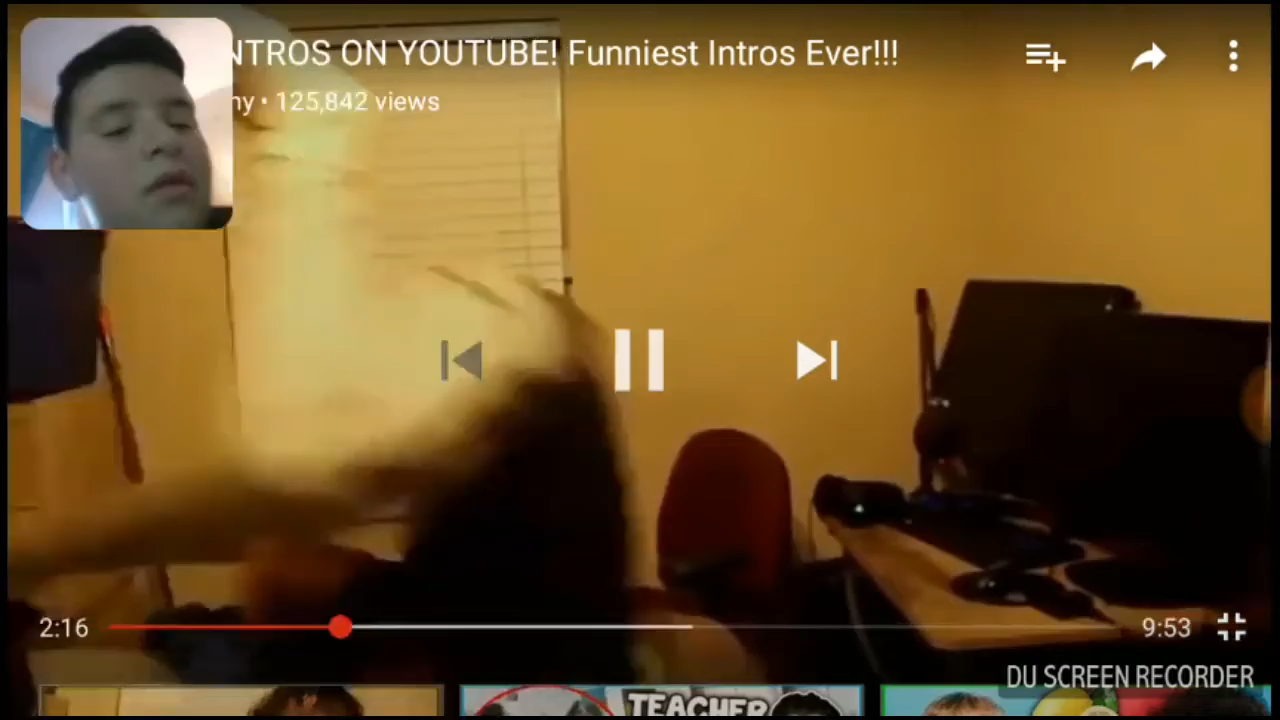 NTROS ON YOUTUBE! Funniest Intros Ever!!!
ny • 125,842 views
2:16
9:53
DU SCREEN RECORDER
TEACHER